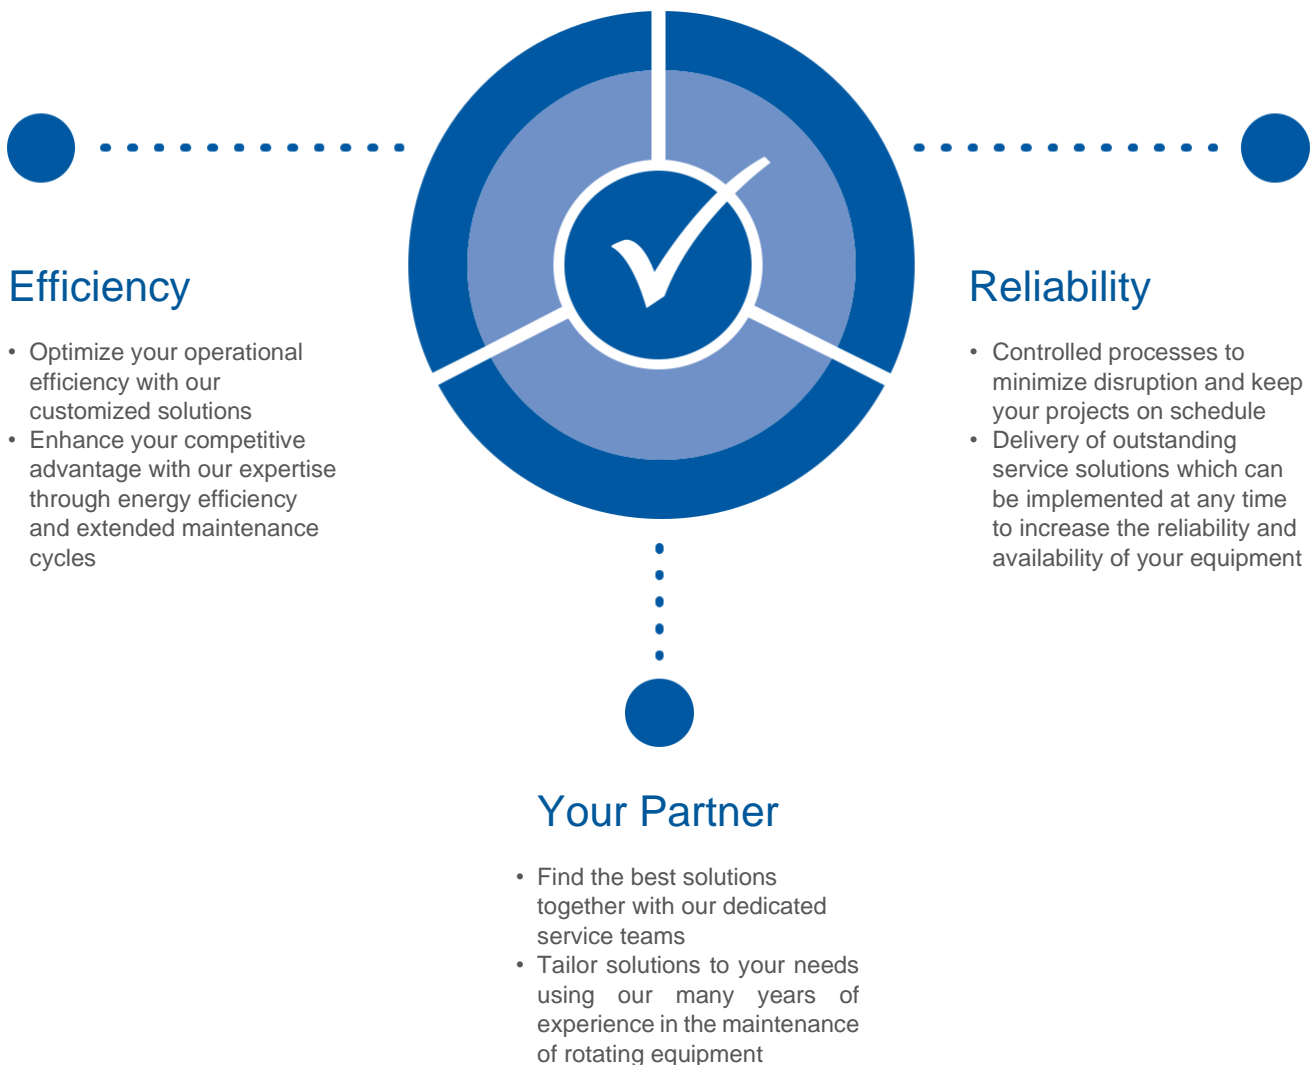 Efficiency
• Optimize your operational
efficiency with our
customized solutions
• Enhance your competitive
advantage with our expertise
through energy efficiency
and extended maintenance
cycles
Reliability
• Controlled processes to
minimize disruption and keep
your projects on schedule
• Delivery of outstanding
service solutions which can
be implemented at any time
to increase the reliability and
availability of your equipment
Your Partner
• Find the best solutions
together with our dedicated
service teams
• Tailor solutions to your needs
using our many years of
experience in the maintenance
of rotating equipment